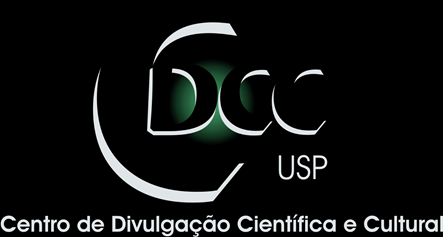 CDCC
USP
Centro de Divulgação Científica e Cultural